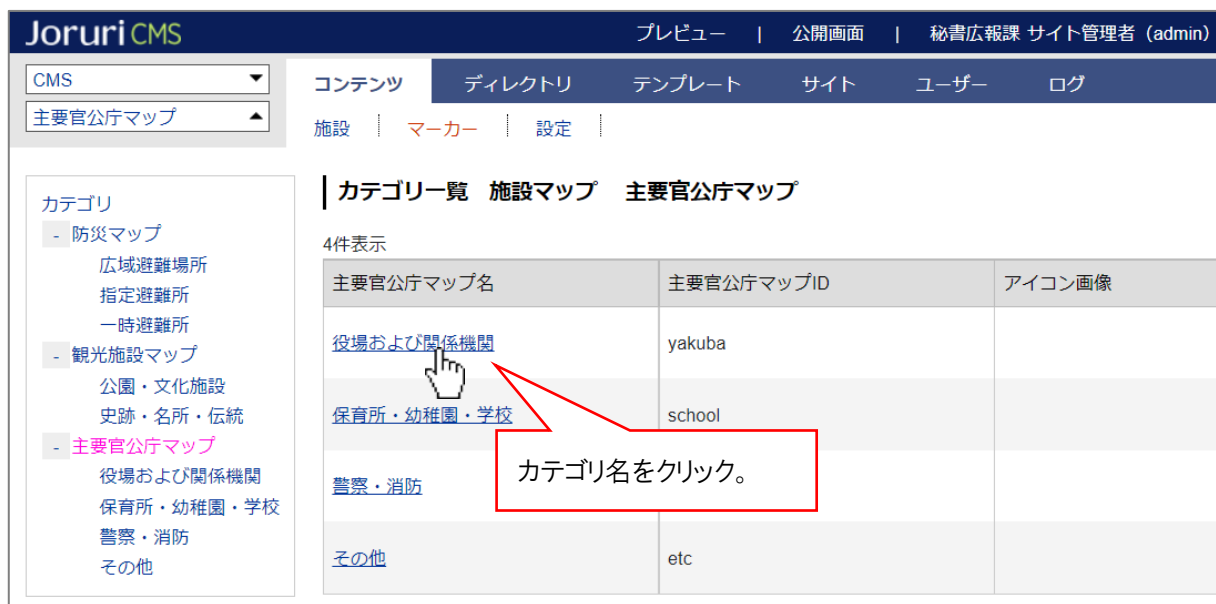 Joruri CMS
プレビュー | 公開画面 | 秘書広報課 サイト管理者（admin）
CMS
主要官公庁マップ
コンテンツ ディレクトリ テンプレート サイト ユーザー ログ
施設 マーカー 設定
カテゴリ
- 防災マップ
広域避難場所
指定避難所
一時避難所
- 観光施設マップ
公園・文化施設
史跡・名所・伝統
- 主要官公庁マップ
役場および関係機関
保育所・幼稚園・学校
警察・消防
その他
カテゴリ一覧 施設マップ 主要官公庁マップ
4件表示
主要官公庁マップ名 主要官公庁マップID アイコン画像
役場および関係機関 yakuba
保育所・幼稚園・学校 school
警察・消防
その他 etc
カテゴリ名をクリック。